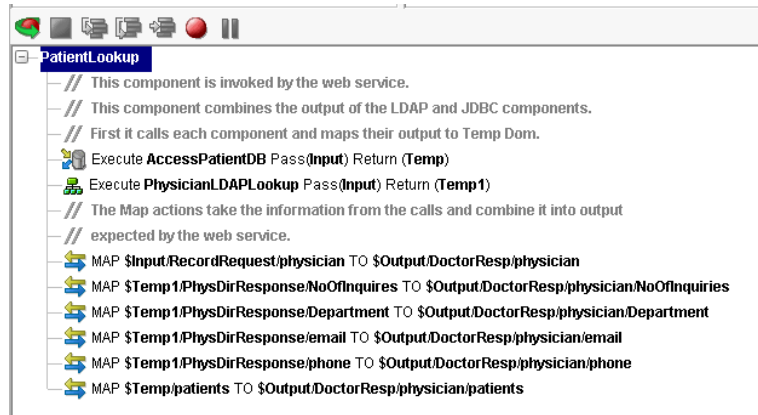 PatientLookup
// This component is invoked by the web service.
// This component combines the output of the LDAP and JDBC components.
// First it calls each component and maps their output to Temp Dom.
Execute AccessPatientDB Pass(Input) Return (Temp)
Execute PhysicianLDAPLookup Pass(Input) Return (Temp1)
// The Map actions take the information from the calls and combine it into output
// expected by the web service.
MAP $Input/RecordRequest/physician TO $Output/DoctorResp/physician
MAP $Temp1/PhysDirResponse/NoOfInquires TO $Output/DoctorResp/physician/NoOfInquiries
MAP $Temp1/PhysDirResponse/Department TO $Output/DoctorResp/physician/Department
MAP $Temp1/PhysDirResponse/email TO $Output/DoctorResp/physician/email
MAP $Temp1/PhysDirResponse/phone TO $Output/DoctorResp/physician/phone
MAP $Temp/patients TO $Output/DoctorResp/physician/patients